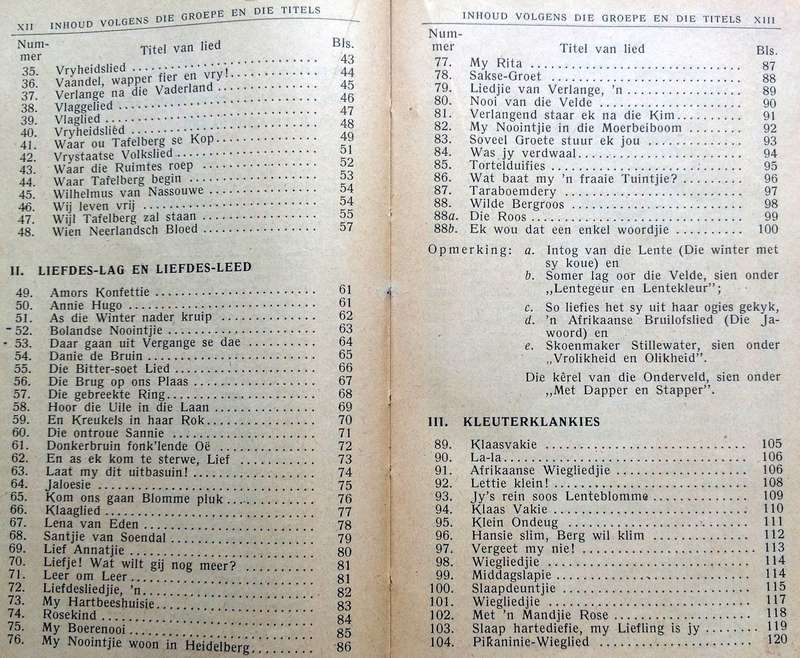 XII INHOUD VOLGENS DIE GROEPE EN DIE TITELS
Num-
mer Titel van lied Bls.
35. Vryheidslied 43
36. Vaandel, wapper fier en vry! 44
37. Verlange na die Vaderland 45
38. Vlaggelied 46
39. Vlaglied 47
40. Vryheidslied 48
41. Waar ou Tafelberg se Kop 49
42. Vrystaatse Volkslied 51
43. Waar die Ruimtes roep 52
44. Waar Tafelberg begin 53
45. Wilhelmus van Nassouwe 54
46. Wij leven vrij 54
47. Wijl Tafelberg zal staan 55
48. Wien Neerlandsch Bloed 57
II. LIEFDES-LAG EN LIEFDES-LEED
49. Amors Konfettie 61
50. Annie Hugo 61
51. As die Winter nader kruip 62
52. Bolandse Noointjie 63
53. Daar gaan uit Vergange se dae 64
54. Danie de Bruin 65
55. Die Bitter-soet Lied 66
56. Die Brug op ons Plaas 67
57. Die gebreekte Ring 68
58. Hoor die Uile in die Laan 69
59. En Kreukels in haar Rok 70
60. Die ontroue Sannie 71
61. Donkerbruin fonk'lende Oë 72
62. En as ek kom te sterwe, Lief 73
63. Laat my dit uitbasuin! 74
64. Jaloesie 75
65. Kom ons gaan Blomme pluk 76
66. Klaaglied 77
67. Lena van Eden 78
68. Santjie van Soendal 79
69. Lief Annatjie 80
70. Liefje! Wat wilt gij nog meer? 81
71. Leer om Leer 81
72. Liefdesliedjie, 'n 82
73. My Hartbeeshuisie 83
74. Rosekind 84
75. My Boerenooi 85
76. My Noointjie woon in Heidelberg 86
INHOUD VOLGENS DIE GROEPE EN DIE TITELS XIII
Num-
mer Titel van lied Bls.
77. My Rita 87
78. Sakse-Groet 88
79. Liedjie van Verlange, 'n 89
80. Nooi van die Velde 90
81. Verlangend staar ek na die Kim 91
82. My Noointjie in die Moerbeiboom 92
83. Soveel Groete stuur ek jou 93
84. Was jy verdwaal 94
85. Tortelduifies 95
86. Wat baat my 'n fraaie Tuintjie? 96
87. Taraboemdery 97
88. Wilde Bergroos 98
88a. Die Roos 99
88b. Ek wou dat een enkel woordjie 100
Opmerking: a. Intog van die Lente (Die winter met
sy koue) en
b. Somer lag oor die Velde, sien onder
„Lentegeur en Lentekleur";
c. So liefies het sy uit haar ogies gekyk,
d. 'n Afrikaanse Bruilofslied (Die Ja-
woord) en
e. Skoenmaker Stillewater, sien onder
„Vrolikheid en Olikheid".
Die kêrel van die Onderveld, sien onder
„Met Dapper en Stapper".
III. KLEUTERKLANKIES
89. Klaasvakie 105
90. La-la 106
91. Afrikaanse Wiegliedjie 106
92. Lettie klein! 108
93. Jy's rein soos Lenteblomme 109
94. Klaas Vakie 110
95. Klein Ondeug 111
96. Hansie slim, Berg wil klim 112
97. Vergeet my nie! 113
98. Wiegliedjie 114
99. Middagslapie 114
100. Slaapdeuntjie 115
101. Wiegliedjie 117
102. Met 'n Mandjie Rose 118
103. Slaap hartediefie, my Liefling is jy 119
104. Pikaninie-Wieglied 120